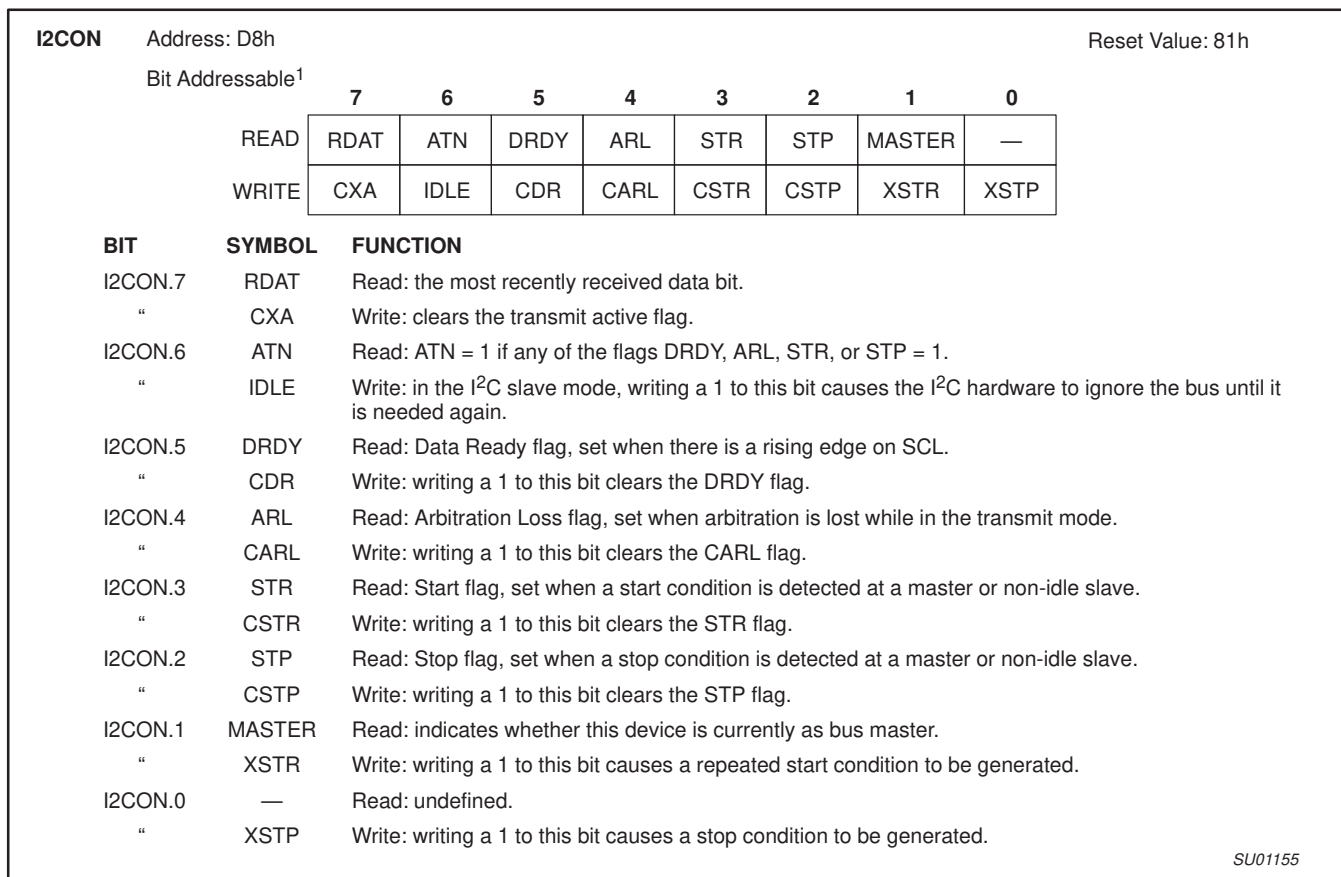 I2CON Address: D8h Reset Value: 81h
Bit Addressable1
7 6 5 4 3 2 1 0
READ RDAT ATN DRDY ARL STR STP MASTER —
WRITE CXA IDLE CDR CARL CSTR CSTP XSTR XSTP
BIT SYMBOL FUNCTION
I2CON.7 RDAT Read: the most recently received data bit.
“ CXA Write: clears the transmit active flag.
I2CON.6 ATN Read: ATN = 1 if any of the flags DRDY, ARL, STR, or STP = 1.
“ IDLE Write: in the I2C slave mode, writing a 1 to this bit causes the I2C hardware to ignore the bus until it
is needed again.
I2CON.5 DRDY Read: Data Ready flag, set when there is a rising edge on SCL.
“ CDR Write: writing a 1 to this bit clears the DRDY flag.
I2CON.4 ARL Read: Arbitration Loss flag, set when arbitration is lost while in the transmit mode.
“ CARL Write: writing a 1 to this bit clears the CARL flag.
I2CON.3 STR Read: Start flag, set when a start condition is detected at a master or non-idle slave.
“ CSTR Write: writing a 1 to this bit clears the STR flag.
I2CON.2 STP Read: Stop flag, set when a stop condition is detected at a master or non-idle slave.
“ CSTP Write: writing a 1 to this bit clears the STP flag.
I2CON.1 MASTER Read: indicates whether this device is currently as bus master.
“ XSTR Write: writing a 1 to this bit causes a repeated start condition to be generated.
I2CON.0 — Read: undefined.
“ XSTP Write: writing a 1 to this bit causes a stop condition to be generated.
SU01155